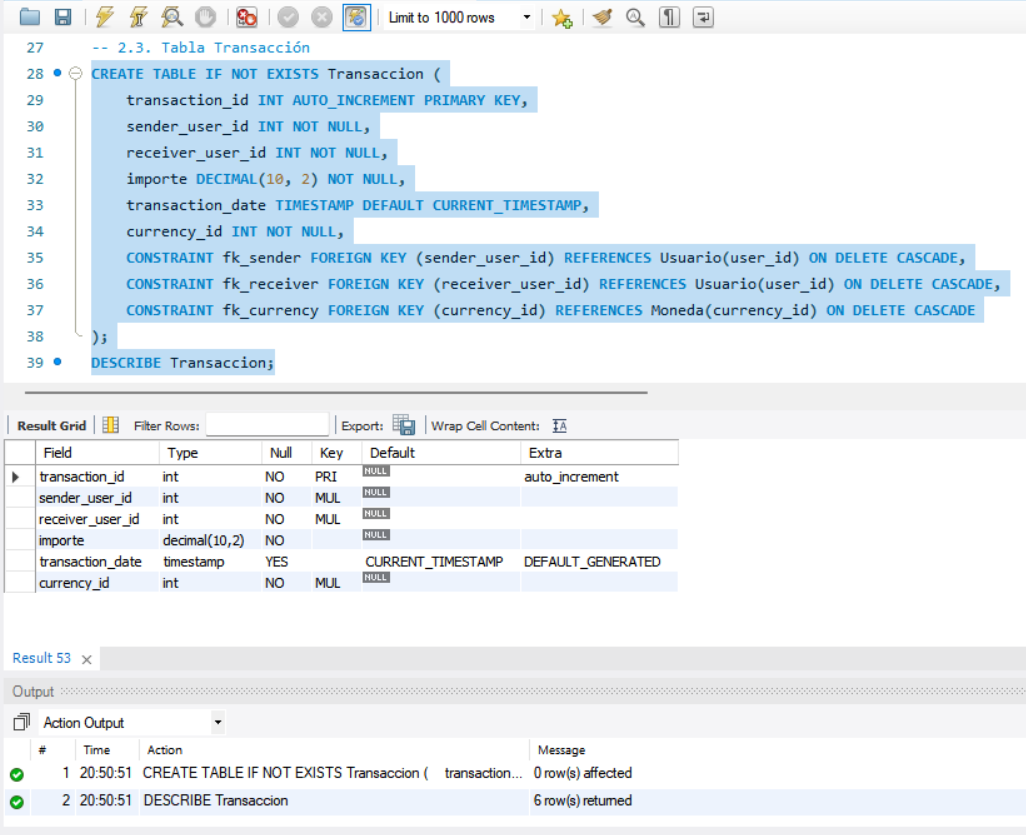 Limit to 1000 rows
27 -- 2.3. Tabla Transacción
28 CREATE TABLE IF NOT EXISTS Transaccion (
29 transaction_id INT AUTO_INCREMENT PRIMARY KEY,
30 sender_user_id INT NOT NULL,
31 receiver_user_id INT NOT NULL,
32 importe DECIMAL(10, 2) NOT NULL,
33 transaction_date TIMESTAMP DEFAULT CURRENT_TIMESTAMP,
34 currency_id INT NOT NULL,
35 CONSTRAINT fk_sender FOREIGN KEY (sender_user_id) REFERENCES Usuario(user_id) ON DELETE CASCADE,
36 CONSTRAINT fk_receiver FOREIGN KEY (receiver_user_id) REFERENCES Usuario(user_id) ON DELETE CASCADE,
37 CONSTRAINT fk_currency FOREIGN KEY (currency_id) REFERENCES Moneda(currency_id) ON DELETE CASCADE
38 );
39 DESCRIBE Transaccion;
Result Grid Filter Rows: Export: Wrap Cell Content: IA
Field Type Null Key Default Extra
transaction_id int NO PRI NULL auto_increment
sender_user_id int NO MUL NULL
receiver_user_id int NO MUL NULL
importe decimal(10,2) NO NULL
transaction_date timestamp YES CURRENT_TIMESTAMP DEFAULT_GENERATED
currency_id int NO MUL NULL
Result 53
Output
Action Output
# Time Action Message
1 20:50:51 CREATE TABLE IF NOT EXISTS Transaccion ( transaction... 0 row(s) affected
2 20:50:51 DESCRIBE Transaccion 6 row(s) returned